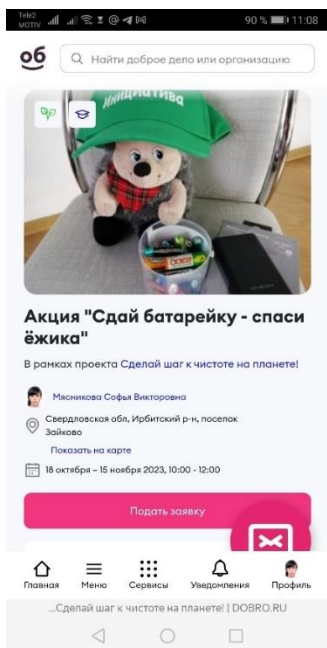 Tele2
MOTIV
90 % 11:08
об
Найти доброе дело или организацию
Инициатива
Акция "Сдай батарейку - спаси
ёжика"
В рамках проекта Сделай шаг к чистоте на планете!
Мясникова Софья Викторовна
Свердловская обл, Ирбитский р-н, поселок
Зайково
Показать на карте
18 октября – 15 ноября 2023, 10:00 - 12:00
Подать заявку
Главная Меню Сервисы Уведомления Профиль
...Сделай шаг к чистоте на планете! | DOBRO.RU